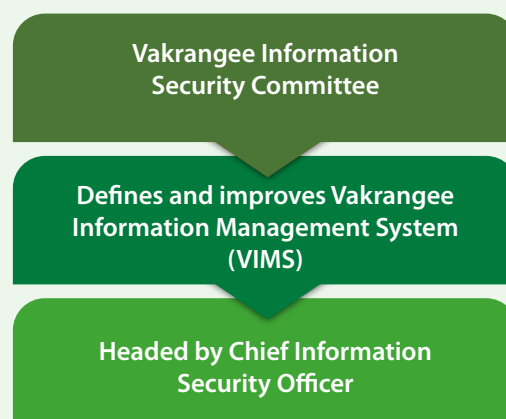 Vakrangee Information
Security Committee
Defines and improves Vakrangee
Information Management System
(VIMS)
Headed by Chief Information
Security Officer